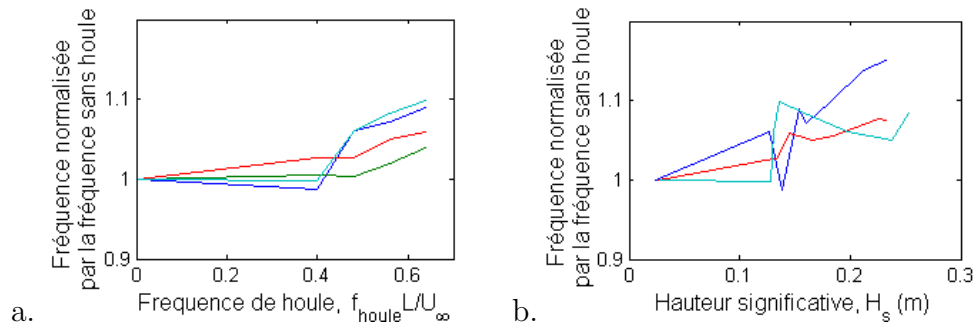 Fréquence normalisée
par la fréquence sans houle
1.1
1
0.9
0
0.2
0.4
0.6
Frequence de houle, f_houle L/U_∞
a.
Fréquence normalisée
par la fréquence sans houle
1.1
1
0.9
0
0.1
0.2
0.3
Hauteur significative, H_s (m)
b.